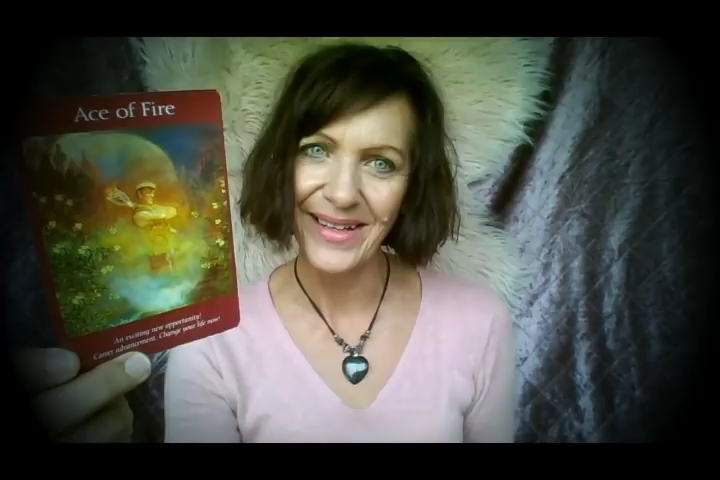 Ace of Fire
An exciting new opportunity!
Career advancement. Change your life now!